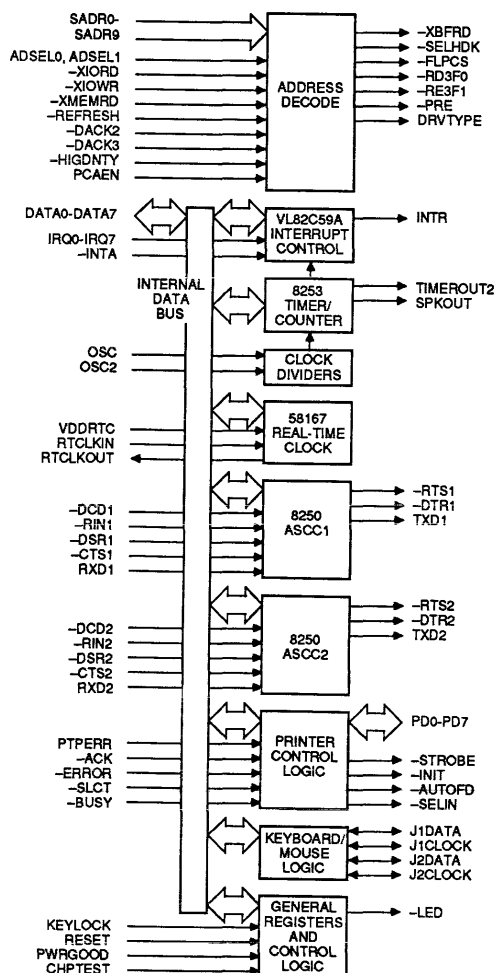 SADR0-
SADR9
ADSEL0, ADSEL1
-XIORD
-XIOWR
-XMEMRD
-REFRESH
-DACK2
-DACK3
-HIGDNTY
PCAEN
ADDRESS
DECODE
-XBFRD
-SELHDK
-FLPCS
-RD3F0
-RE3F1
-PRE
DRVTYPE
DATA0-DATA7
IRQ0-IRQ7
-INTA
INTERNAL
DATA
BUS
VL82C59A
INTERRUPT
CONTROL
INTR
8253
TIMER/
COUNTER
TIMEROUT2
SPKOUT
OSC
OSC2
CLOCK
DIVIDERS
VDDRTC
RTCLKIN
RTCLKOUT
58167
REAL-TIME
CLOCK
-DCD1
-RIN1
-DSR1
-CTS1
RXD1
8250
ASCC1
-RTS1
-DTR1
TXD1
-DCD2
-RIN2
-DSR2
-CTS2
RXD2
8250
ASCC2
-RTS2
-DTR2
TXD2
PTPERR
-ACK
-ERROR
-SLCT
-BUSY
PRINTER
CONTROL
LOGIC
PD0-PD7
-STROBE
-INIT
-AUTOFD
-SELIN
KEYBOARD/
MOUSE
LOGIC
J1DATA
J1CLOCK
J2DATA
J2CLOCK
KEYLOCK
RESET
PWRGOOD
CHPTEST
GENERAL
REGISTERS
AND
CONTROL
LOGIC
-LED